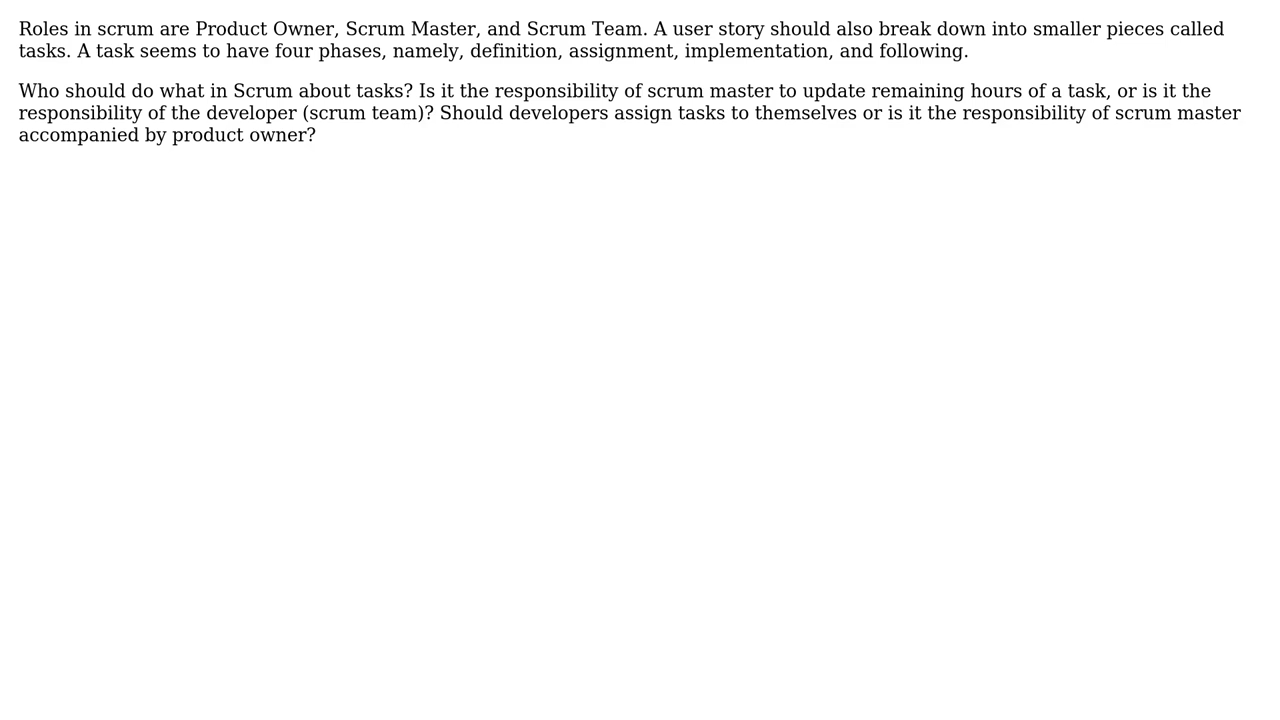 Roles in scrum are Product Owner, Scrum Master, and Scrum Team. A user story should also break down into smaller pieces called
tasks. A task seems to have four phases, namely, definition, assignment, implementation, and following.
Who should do what in Scrum about tasks? Is it the responsibility of scrum master to update remaining hours of a task, or is it the
responsibility of the developer (scrum team)? Should developers assign tasks to themselves or is it the responsibility of scrum master
accompanied by product owner?